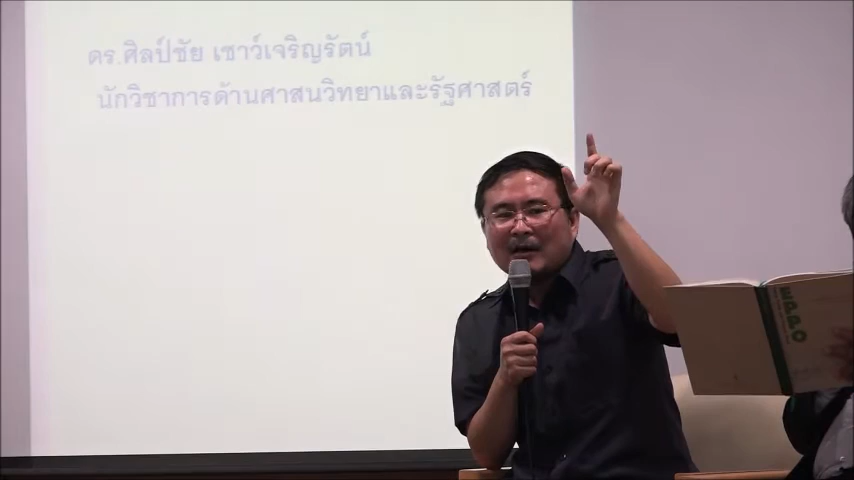 ดร.ศิลป์ชัย เชาว์เจริญรัตน์
นักวิชาการด้านศาสนวิทยาและรัฐศาสตร์